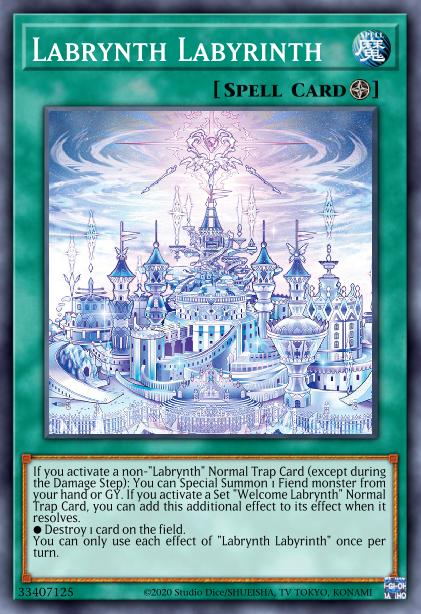 LABRYNTH LABYRINTH
SPELL
魔
[SPELL CARD]
If you activate a non-"Labrynth" Normal Trap Card (except during
the Damage Step): You can Special Summon 1 Fiend monster from
your hand or GY. If you activate a Set "Welcome Labrynth" Normal
Trap Card, you can add this additional effect to its effect when it
resolves.
● Destroy 1 card on the field.
You can only use each effect of "Labrynth Labyrinth" once per
turn.
33407125 ©2020 Studio Dice/SHUEISHA, TV TOKYO, KONAMI